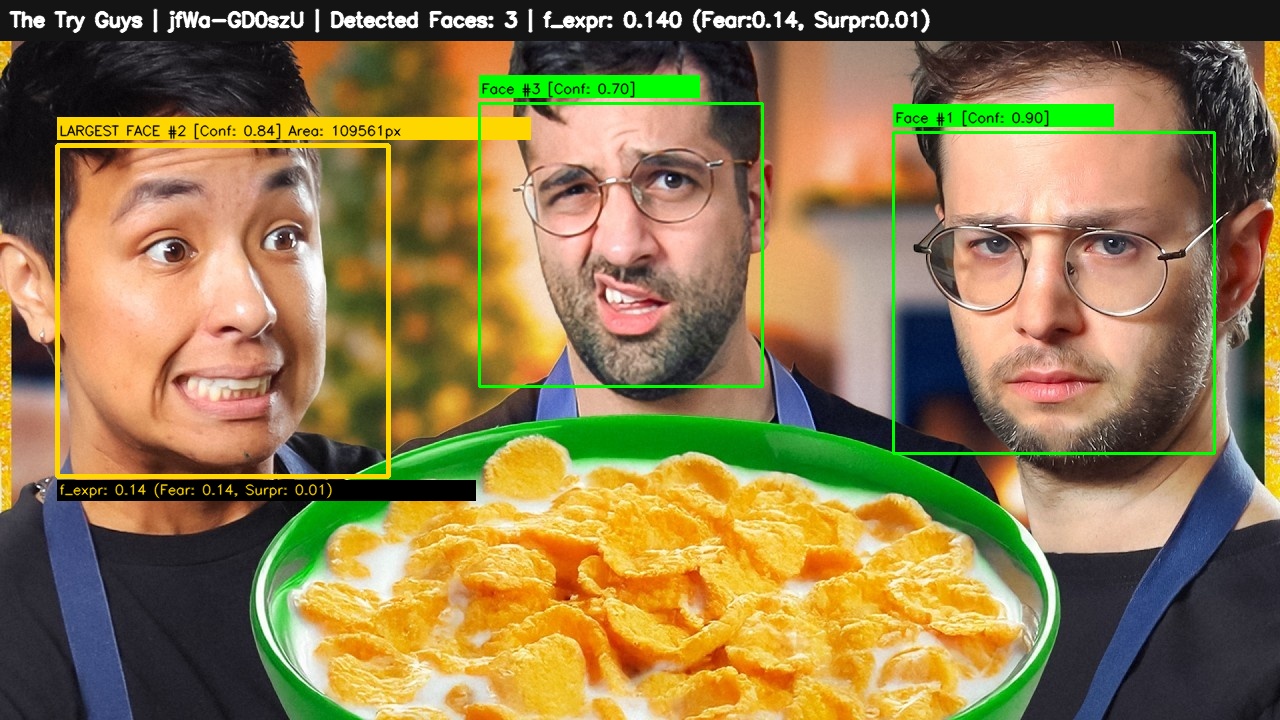 The Try Guys | jfWa-GD0szU | Detected Faces: 3 | f_expr: 0.140 (Fear:0.14, Surpr:0.01)
Face #3 [Conf: 0.70]
Face #1 [Conf: 0.90]
LARGEST FACE #2 [Conf: 0.84] Area: 109561px
f_expr: 0.14 (Fear: 0.14, Surpr: 0.01)